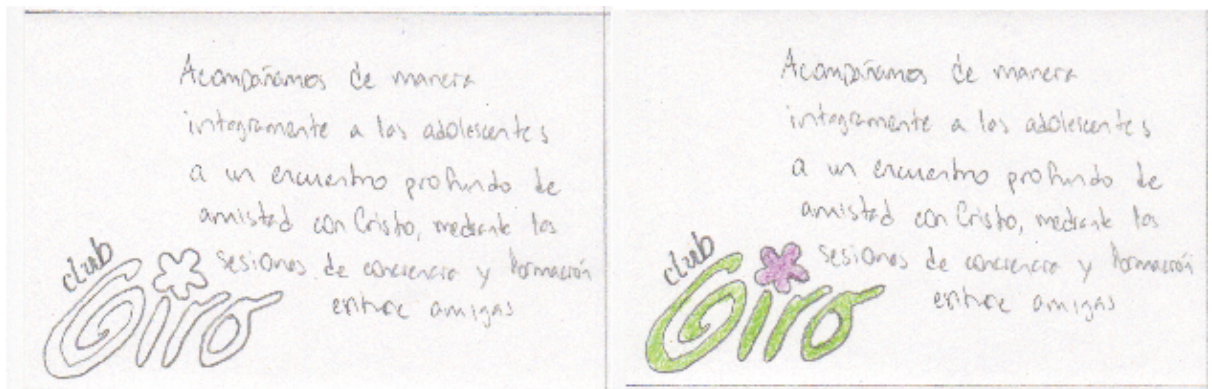 Acompañamos de manera
integramente a los adolescentes
a un encuentro profundo de
amistad con Cristo, mediante las
sesiones de conciencia y formación
entre amigas
club
Giro
Acompañamos de manera
integramente a los adolescentes
a un encuentro profundo de
amistad con Cristo, mediante las
sesiones de conciencia y formación
entre amigas
club
Giro